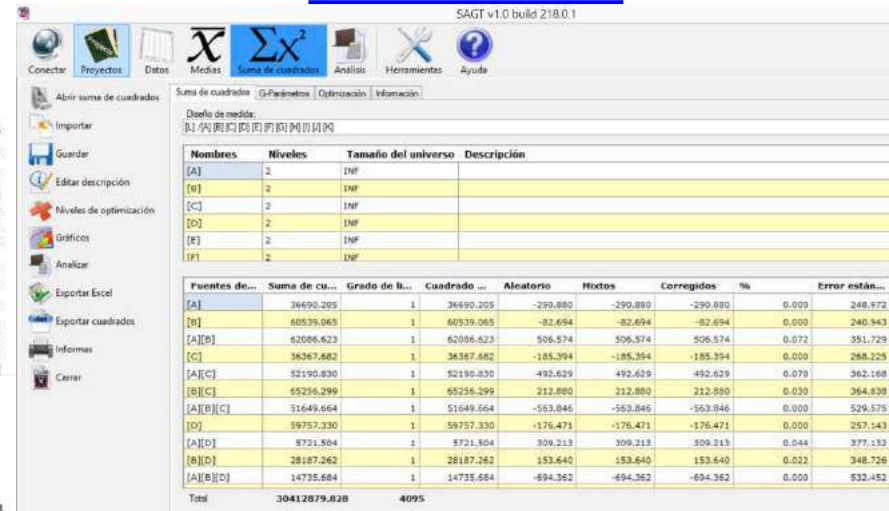 SAGT v1.0 build 218.0.1
Conectar Proyectos Datos Medias Suma de cuadrados Análisis Herramientas Ayuda
Abrir suma de cuadrados
Importar
Guardar
Editar descripción
Niveles de optimización
Gráficos
Analizar
Exportar Excel
Exportar cuadrados
Informes
Cerrar
Suma de cuadrados G-Parámetros Optimización Información
Diseño de medida:
[L] /[A] [B] [C] [D] [E] [F] [G] [H] [I] [J] [K]
Nombres Niveles Tamaño del universo Descripción
[A] 2 INF
[B] 2 INF
[C] 2 INF
[D] 2 INF
[E] 2 INF
[F] 2 INF
Fuentes de... Suma de cu... Grado de li... Cuadrado ... Aleatorio Mixtos Corregidos % Error están...
[A] 36690.205 1 36690.205 -290.880 -290.880 -290.880 0.000 248.972
[B] 60539.065 1 60539.065 -82.694 -82.694 -82.694 0.000 240.943
[A][B] 62086.623 1 62086.623 506.574 506.574 506.574 0.072 351.729
[C] 36367.682 1 36367.682 -185.394 -185.394 -185.394 0.000 268.225
[A][C] 52190.830 1 52190.830 492.629 492.629 492.629 0.070 362.168
[B][C] 65256.299 1 65256.299 212.880 212.880 212.880 0.030 364.838
[A][B][C] 51649.664 1 51649.664 -563.846 -563.846 -563.846 0.000 529.575
[D] 59757.330 1 59757.330 -176.471 -176.471 -176.471 0.000 257.143
[A][D] 5721.504 1 5721.504 309.213 309.213 309.213 0.044 377.132
[B][D] 28187.262 1 28187.262 153.640 153.640 153.640 0.022 348.726
[A][B][D] 14735.684 1 14735.684 -694.362 -694.362 -694.362 0.000 532.452
Total 30412879.828 4095